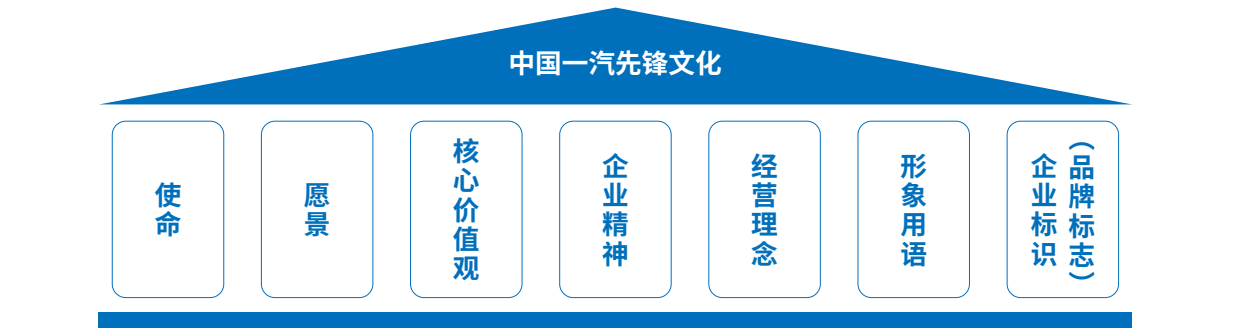 中国一汽先锋文化
使命
愿景
核心价值观
企业精神
经营理念
形象用语
企业标识
（品牌标志）